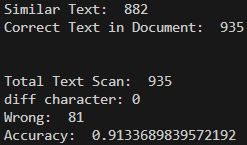 Similar Text:  882
Correct Text in Document:  935
Total Text Scan:  935
diff character: 0
Wrong:  81
Accuracy:  0.9133689839572192